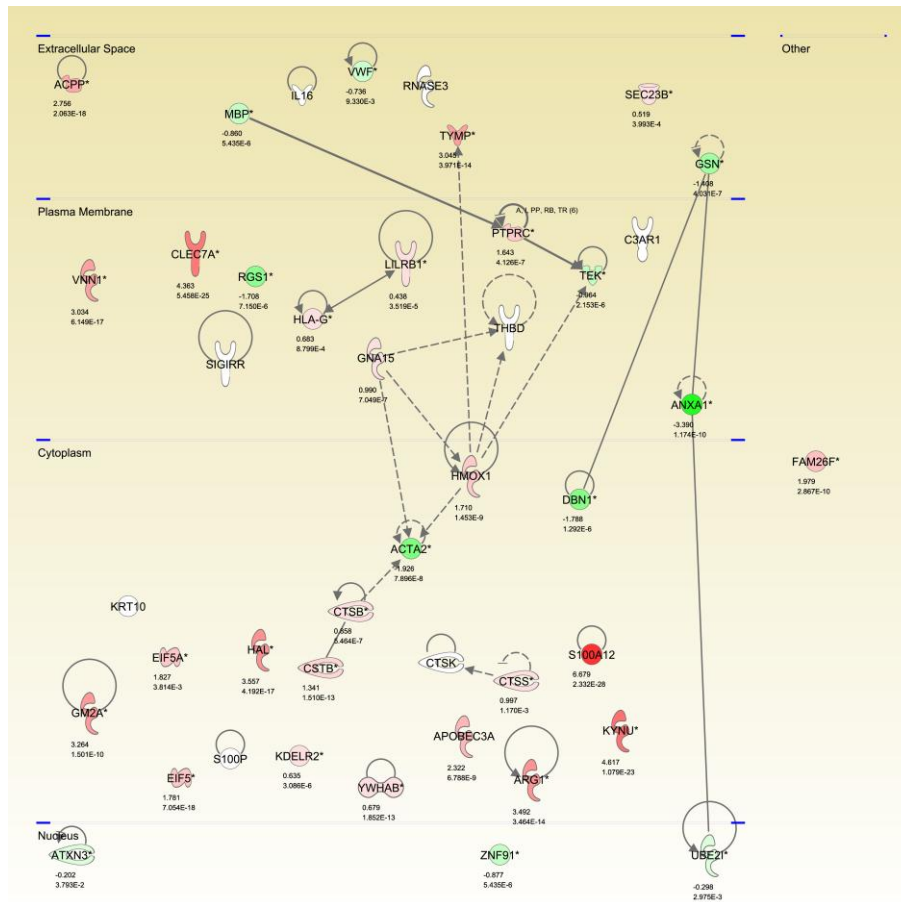 Extracellular Space
Other
ACPP*
2.756
2.063E-18
IL16
VWF*
-0.736
9.330E-3
RNASE3
SEC23B*
0.519
3.993E-4
MBP*
-0.860
5.435E-6
TYMP*
3.045
3.971E-14
GSN*
-1.408
4.031E-7
Plasma Membrane
A, I, PP, RB, TR (6)
PTPRC*
1.643
4.126E-7
C3AR1
CLEC7A*
4.363
5.458E-25
LILRB1*
0.438
3.519E-5
VNN1*
3.034
6.149E-17
RGS1*
-1.708
7.150E-6
TEK*
-0.964
2.153E-6
HLA-G*
0.683
8.799E-4
THBD
SIGIRR
GNA15
0.990
7.049E-7
ANXA1*
-3.390
1.174E-10
Cytoplasm
FAM26F*
1.979
2.867E-10
HMOX1
1.710
1.453E-9
DBN1*
-1.788
1.292E-6
ACTA2*
-1.926
7.896E-8
KRT10
CTSB*
0.858
5.464E-7
EIF5A*
1.827
3.814E-3
HAL*
3.557
4.192E-17
CSTB*
1.341
1.510E-13
CTSK
CTSS*
0.997
1.170E-3
S100A12
6.679
2.332E-28
GM2A*
3.264
1.501E-10
S100P
KDELR2*
0.635
3.086E-6
APOBEC3A
2.322
6.788E-9
KYNU*
4.617
1.079E-23
EIF5*
1.781
7.054E-18
YWHAB*
0.679
1.852E-13
ARG1*
3.492
3.464E-14
Nucleus
ATXN3*
-0.202
3.793E-2
ZNF91*
-0.877
5.435E-6
UBE2I*
-0.298
2.975E-3